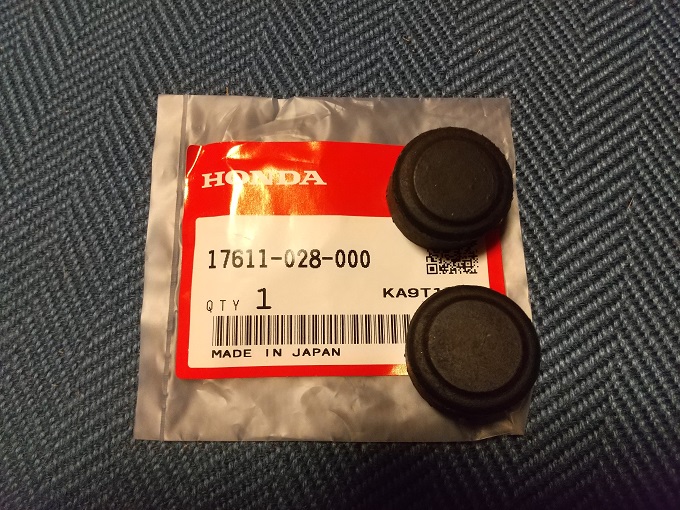 HONDA
17611-028-000
QTY 1
KA9T1
MADE IN JAPAN